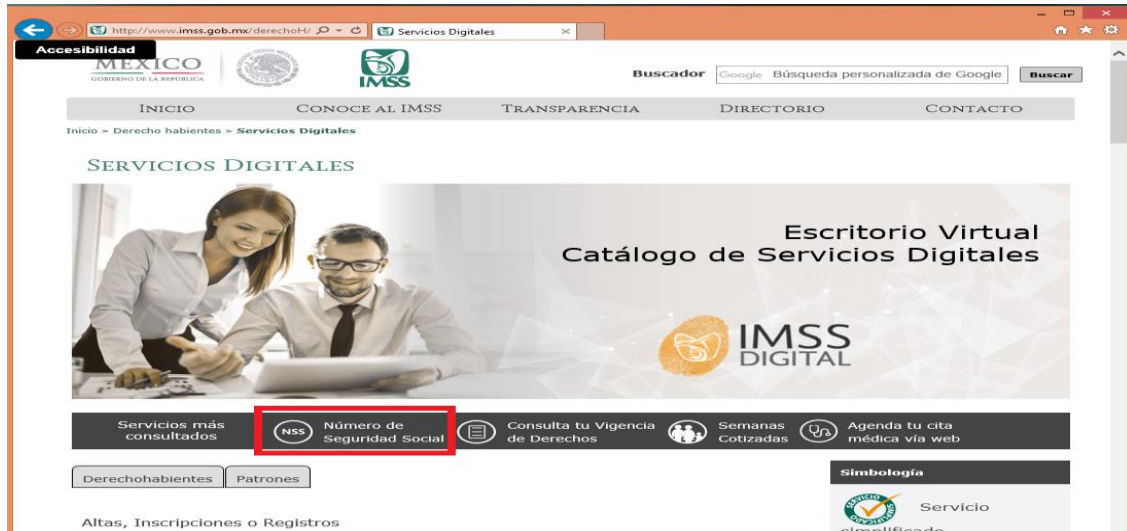 http://www.imss.gob.mx/derechoH/
Servicios Digitales
Accesibilidad
MÉXICO
GOBIERNO DE LA REPÚBLICA
IMSS
Buscador
Google Búsqueda personalizada de Google
Buscar
INICIO CONOCE AL IMSS TRANSPARENCIA DIRECTORIO CONTACTO
Inicio » Derecho habientes » Servicios Digitales
SERVICIOS DIGITALES
Escritorio Virtual
Catálogo de Servicios Digitales
IMSS
DIGITAL
Servicios más
consultados
NSS
Número de
Seguridad Social
Consulta tu Vigencia
de Derechos
Semanas
Cotizadas
Agenda tu cita
médica vía web
Derechohabientes Patrones
Simbología
SERVICIO SIMPLIFICADO
Servicio
simplificado
Altas, Inscripciones o Registros